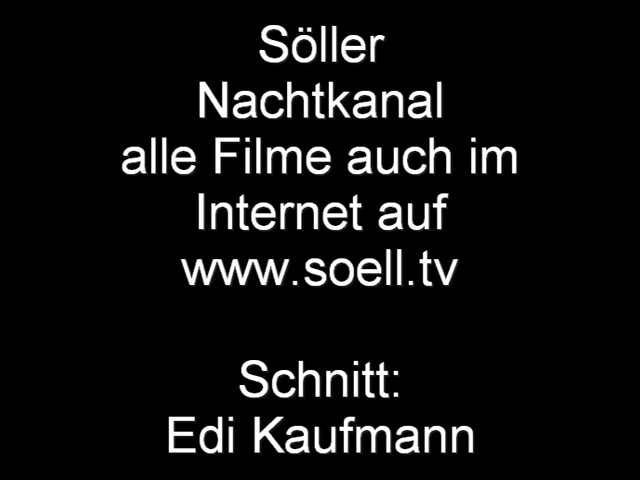 Söller
Nachtkanal
alle Filme auch im
Internet auf
www.soell.tv
Schnitt:
Edi Kaufmann